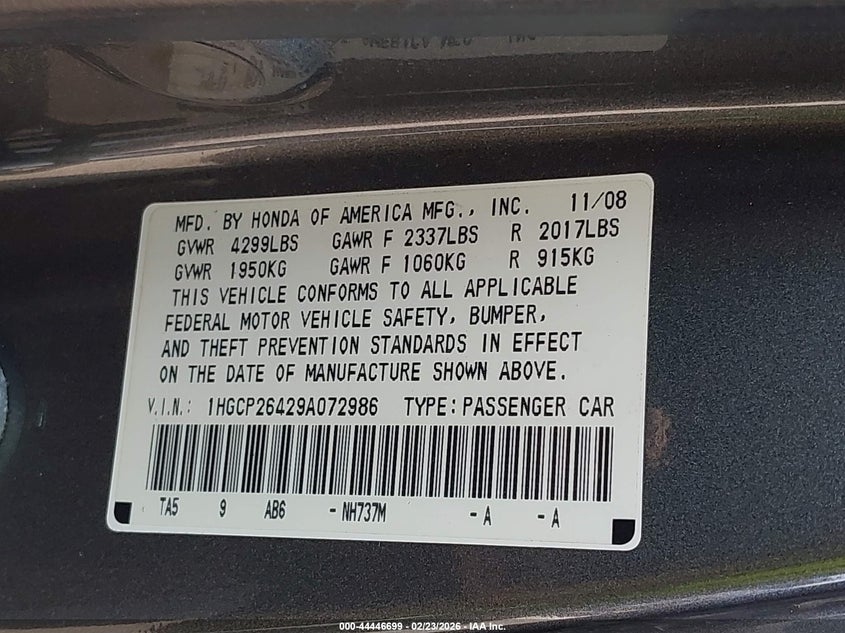 MFD. BY HONDA OF AMERICA MFG., INC. 11/08
GVWR 4299LBS GAWR F 2337LBS R 2017LBS
GVWR 1950KG GAWR F 1060KG R 915KG
THIS VEHICLE CONFORMS TO ALL APPLICABLE
FEDERAL MOTOR VEHICLE SAFETY, BUMPER,
AND THEFT PREVENTION STANDARDS IN EFFECT
ON THE DATE OF MANUFACTURE SHOWN ABOVE.
V.I.N.: 1HGCP26429A072986 TYPE: PASSENGER CAR
TA5 9 AB6 - NH737M - A - A
000-44446699 - 02/23/2026 - IAA Inc.